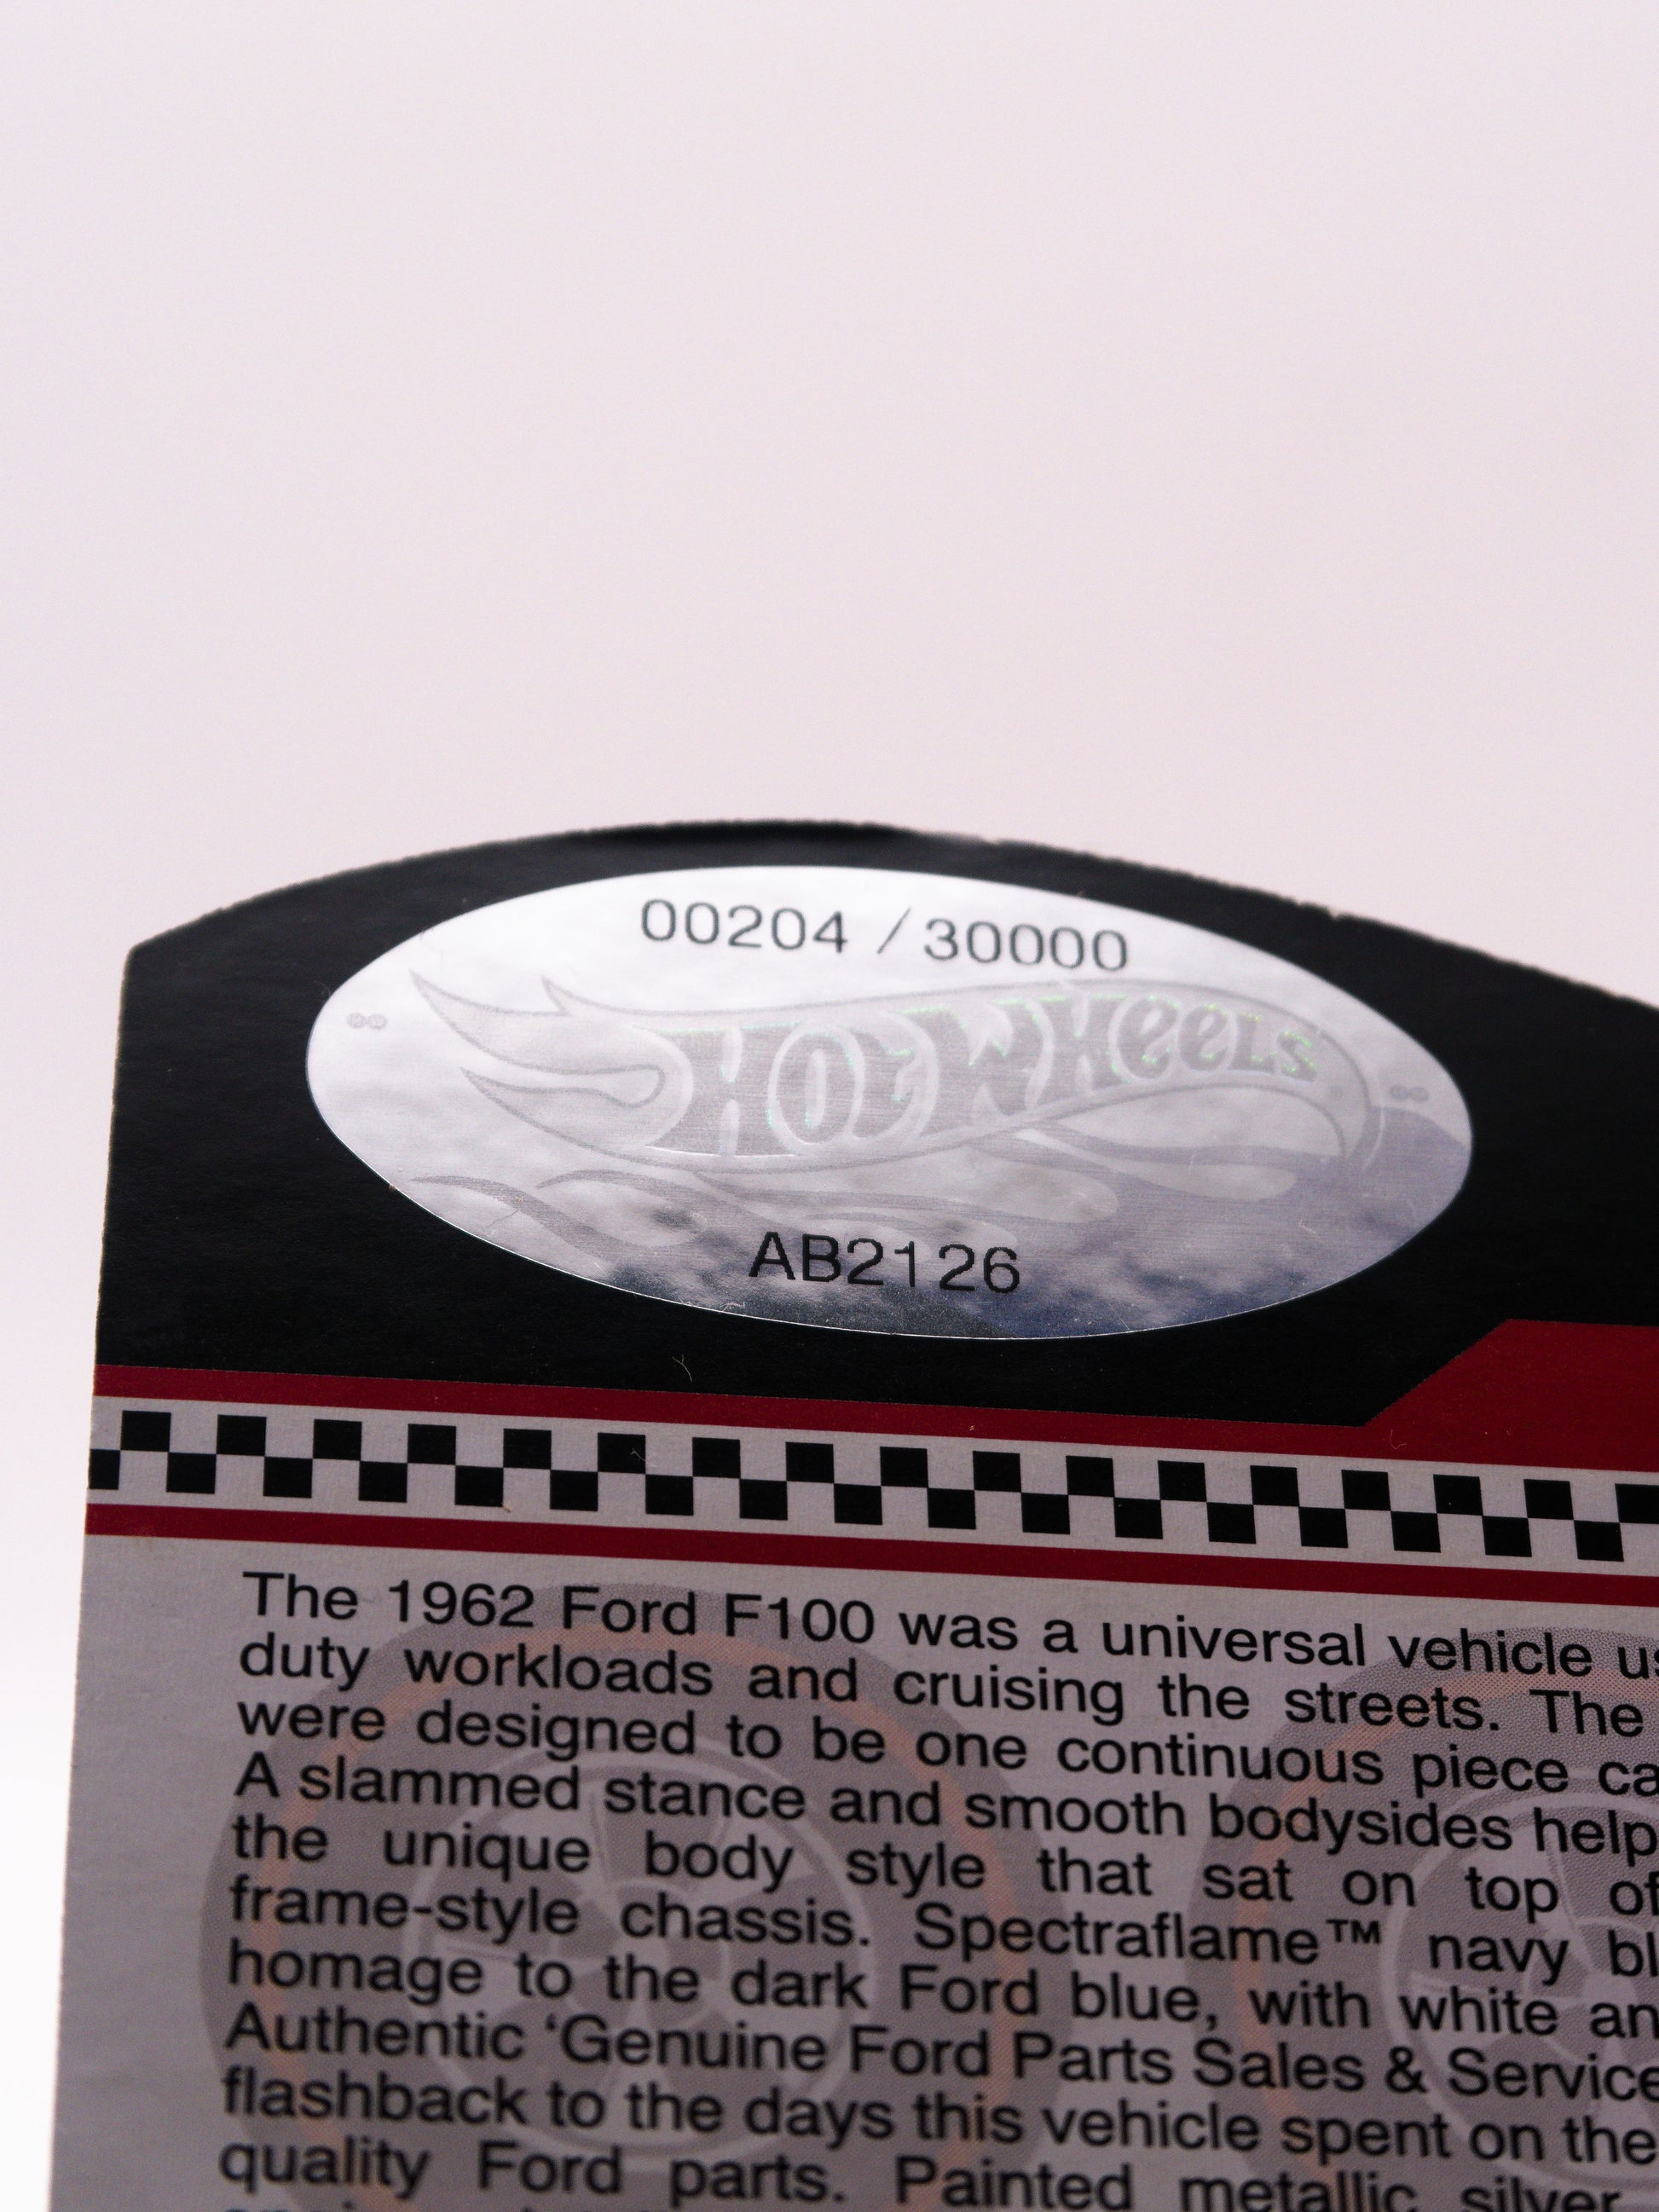 00204 / 30000
HOT WHEELS
AB2126
The 1962 Ford F100 was a universal vehicle
duty workloads and cruising the streets. The
were designed to be one continuous piece
A slammed stance and smooth bodysides
the unique body style that sat on top
frame-style chassis. Spectraflame™ navy
homage to the dark Ford blue, with white
Authentic ‘Genuine Ford Parts Sales & Service
flashback to the days this vehicle spent on the
quality Ford parts. Painted metallic silver